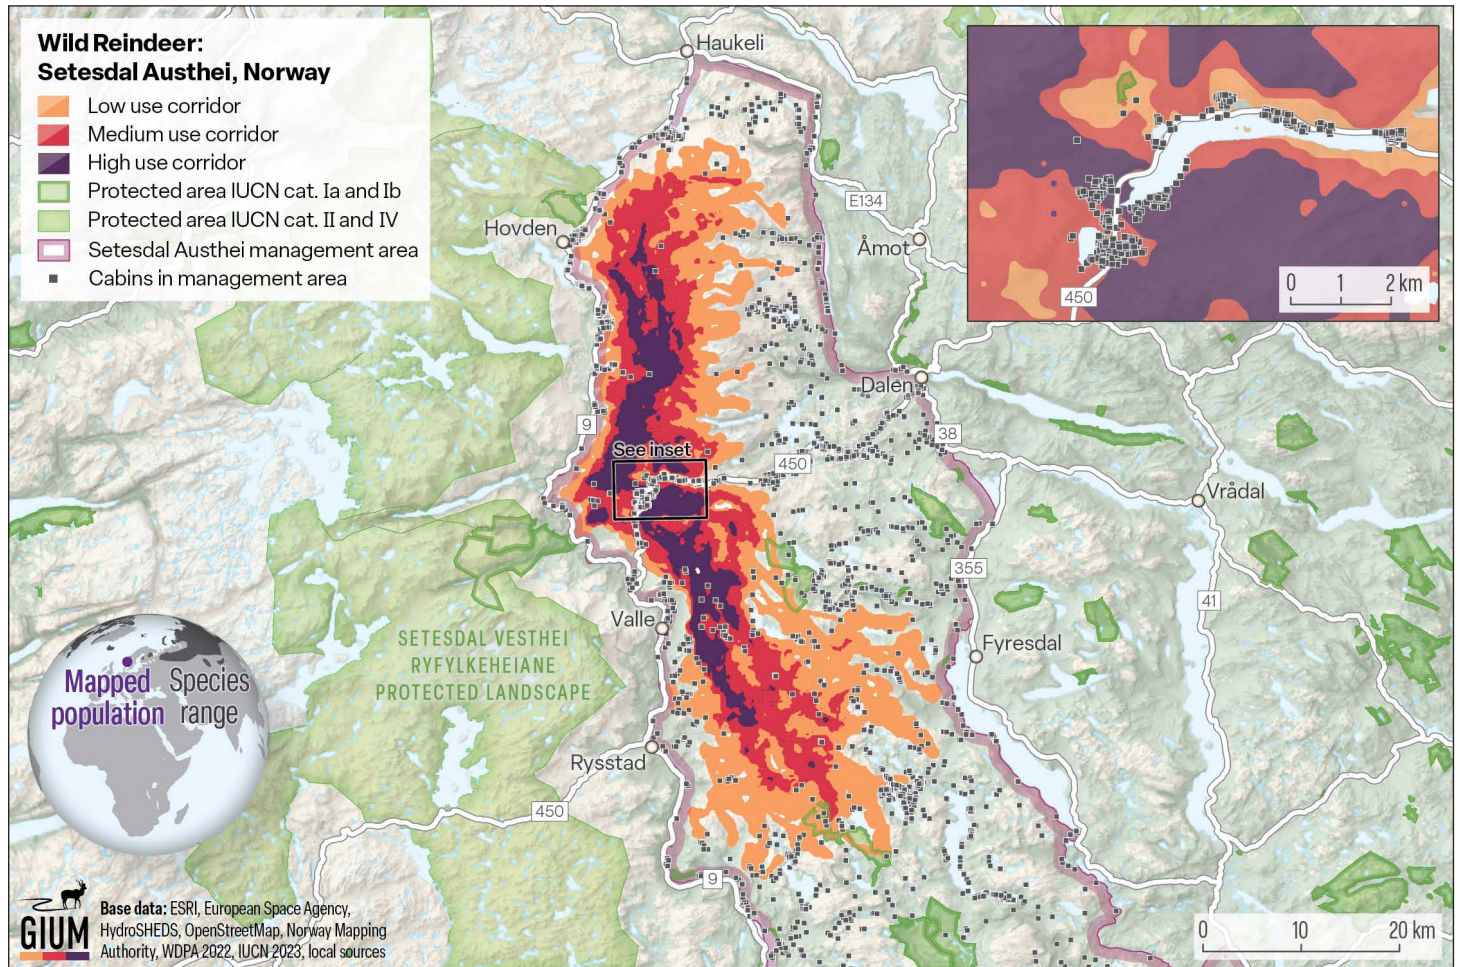 Wild Reindeer:
Setesdal Austhei, Norway
Low use corridor
Medium use corridor
High use corridor
Protected area IUCN cat. Ia and Ib
Protected area IUCN cat. II and IV
Setesdal Austhei management area
Cabins in management area
Haukeli
E134
Hovden
Åmot
450
0 1 2 km
Dalen
9
38
See inset
450
Vrådal
355
41
Valle
Fyresdal
SETESDAL VESTHEI
RYFYLKEHEIANE
PROTECTED LANDSCAPE
Mapped
population
Species
range
Rysstad
450
9
GIUM
Base data: ESRI, European Space Agency,
HydroSHEDS, OpenStreetMap, Norway Mapping
Authority, WDPA 2022, IUCN 2023, local sources
0 10 20 km